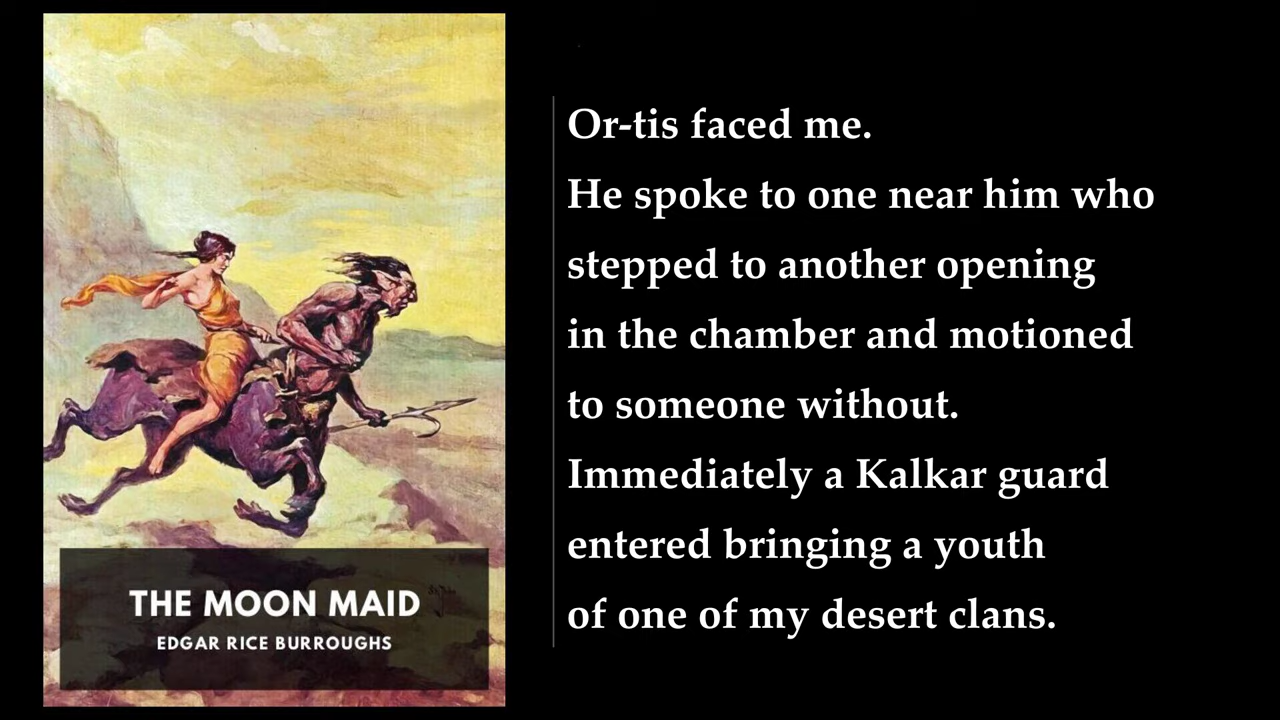 THE MOON MAID
EDGAR RICE BURROUGHS
Or-tis faced me.
He spoke to one near him who
stepped to another opening
in the chamber and motioned
to someone without.
Immediately a Kalkar guard
entered bringing a youth
of one of my desert clans.